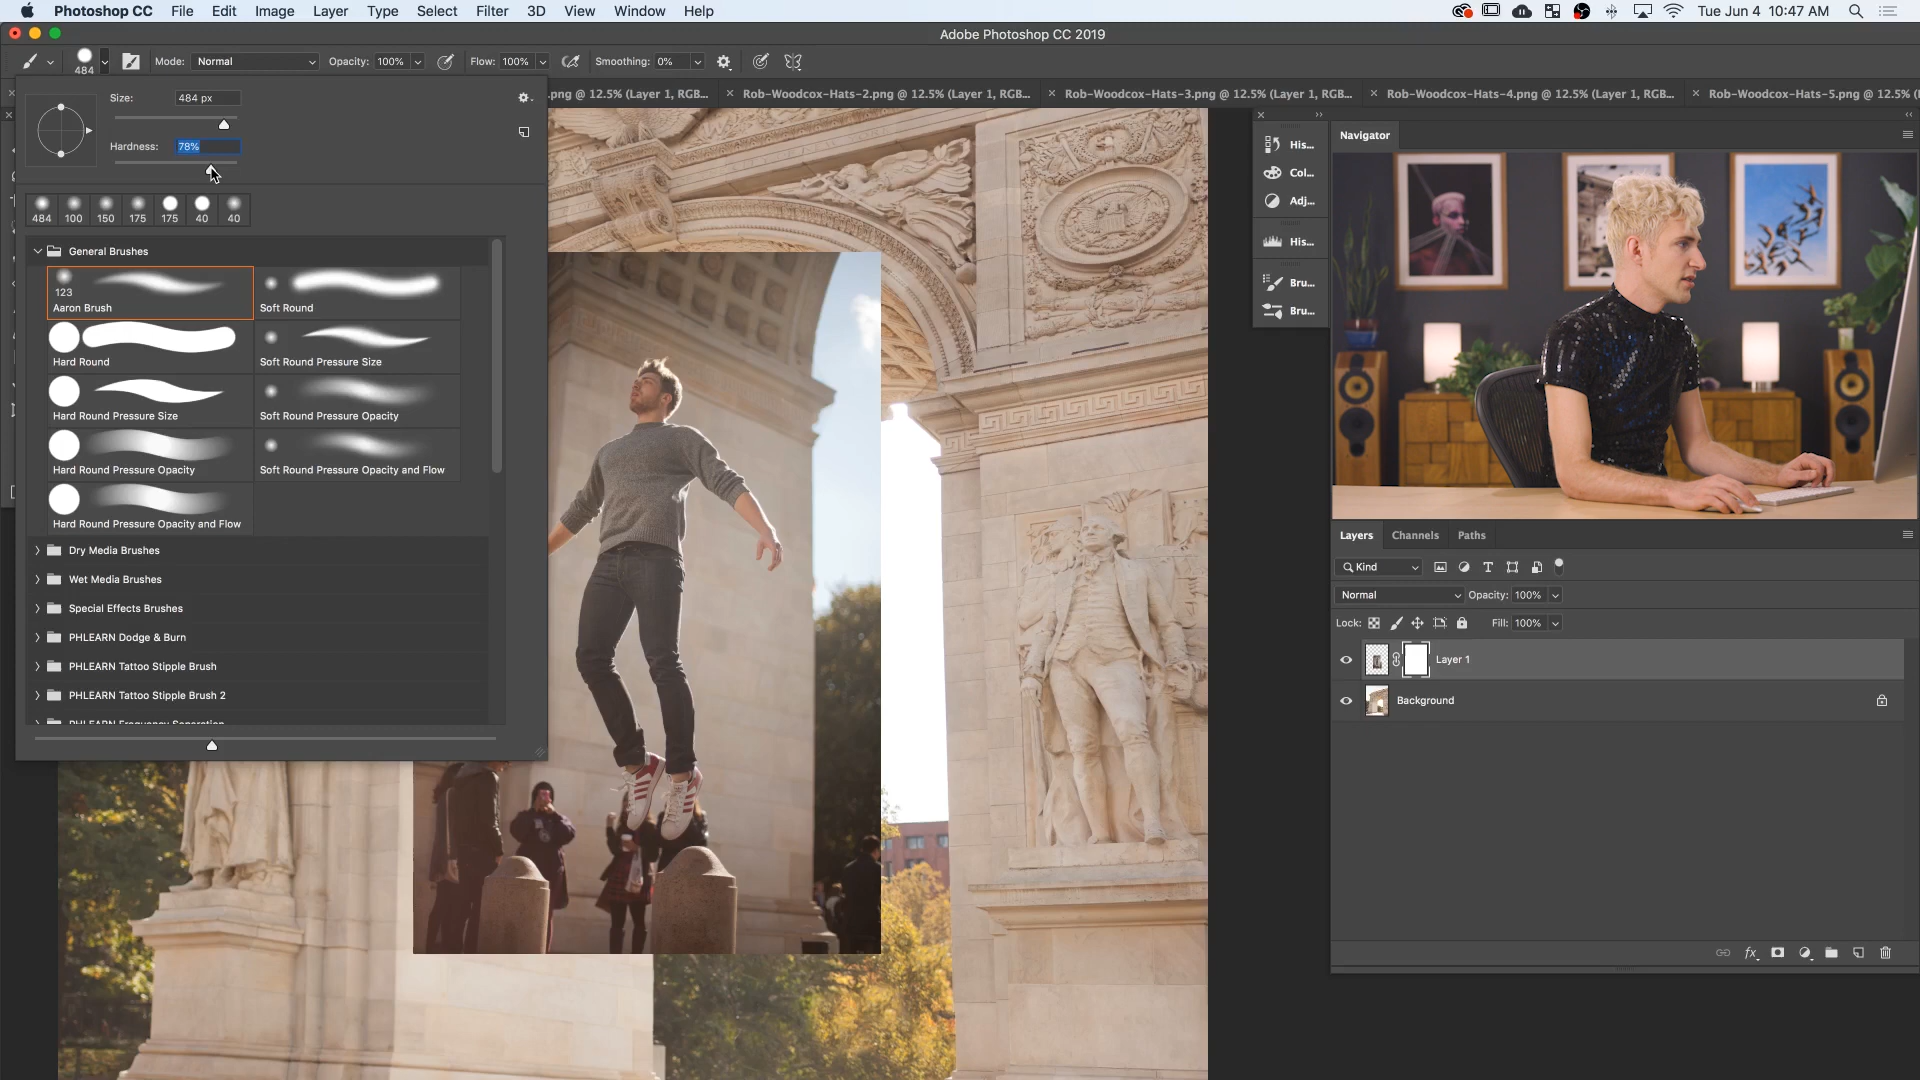 Photoshop CC File Edit Image Layer Type Select Filter 3D View Window Help Tue Jun 4 10:47 AM
Adobe Photoshop CC 2019
484 Mode: Normal Opacity: 100% Flow: 100% Smoothing: 0%
.png @ 12.5% (Layer 1, RGB... Rob-Woodcox-Hats-2.png @ 12.5% (Layer 1, RGB... Rob-Woodcox-Hats-3.png @ 12.5% (Layer 1, RGB... Rob-Woodcox-Hats-4.png @ 12.5% (Layer 1, RGB... Rob-Woodcox-Hats-5.png @ 12.5% (L
Size: 484 px
Hardness: 78%
484 100 150 175 175 40 40
General Brushes
123
Aaron Brush
Soft Round
Hard Round
Soft Round Pressure Size
Hard Round Pressure Size
Soft Round Pressure Opacity
Hard Round Pressure Opacity
Soft Round Pressure Opacity and Flow
Hard Round Pressure Opacity and Flow
Dry Media Brushes
Wet Media Brushes
Special Effects Brushes
PHLEARN Dodge & Burn
PHLEARN Tattoo Stipple Brush
PHLEARN Tattoo Stipple Brush 2
PHLEARN Frequency Separation
His...
Col...
Adj...
His...
Bru...
Bru...
Navigator
Layers Channels Paths
Kind
Normal Opacity: 100%
Lock: Fill: 100%
Layer 1
Background
fx